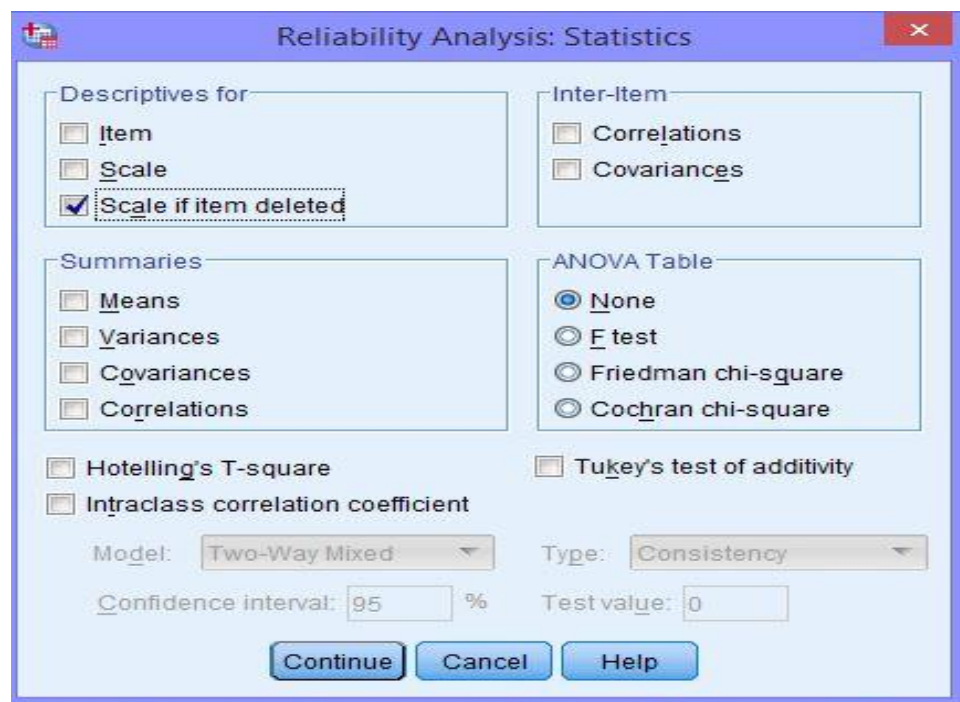 Reliability Analysis: Statistics
Descriptives for
Item
Scale
Scale if item deleted
Inter-Item
Correlations
Covariances
Summaries
Means
Variances
Covariances
Correlations
ANOVA Table
None
F test
Friedman chi-square
Cochran chi-square
Hotelling's T-square
Tukey's test of additivity
Intraclass correlation coefficient
Model: Two-Way Mixed Type: Consistency
Confidence interval: 95 % Test value: 0
Continue Cancel Help